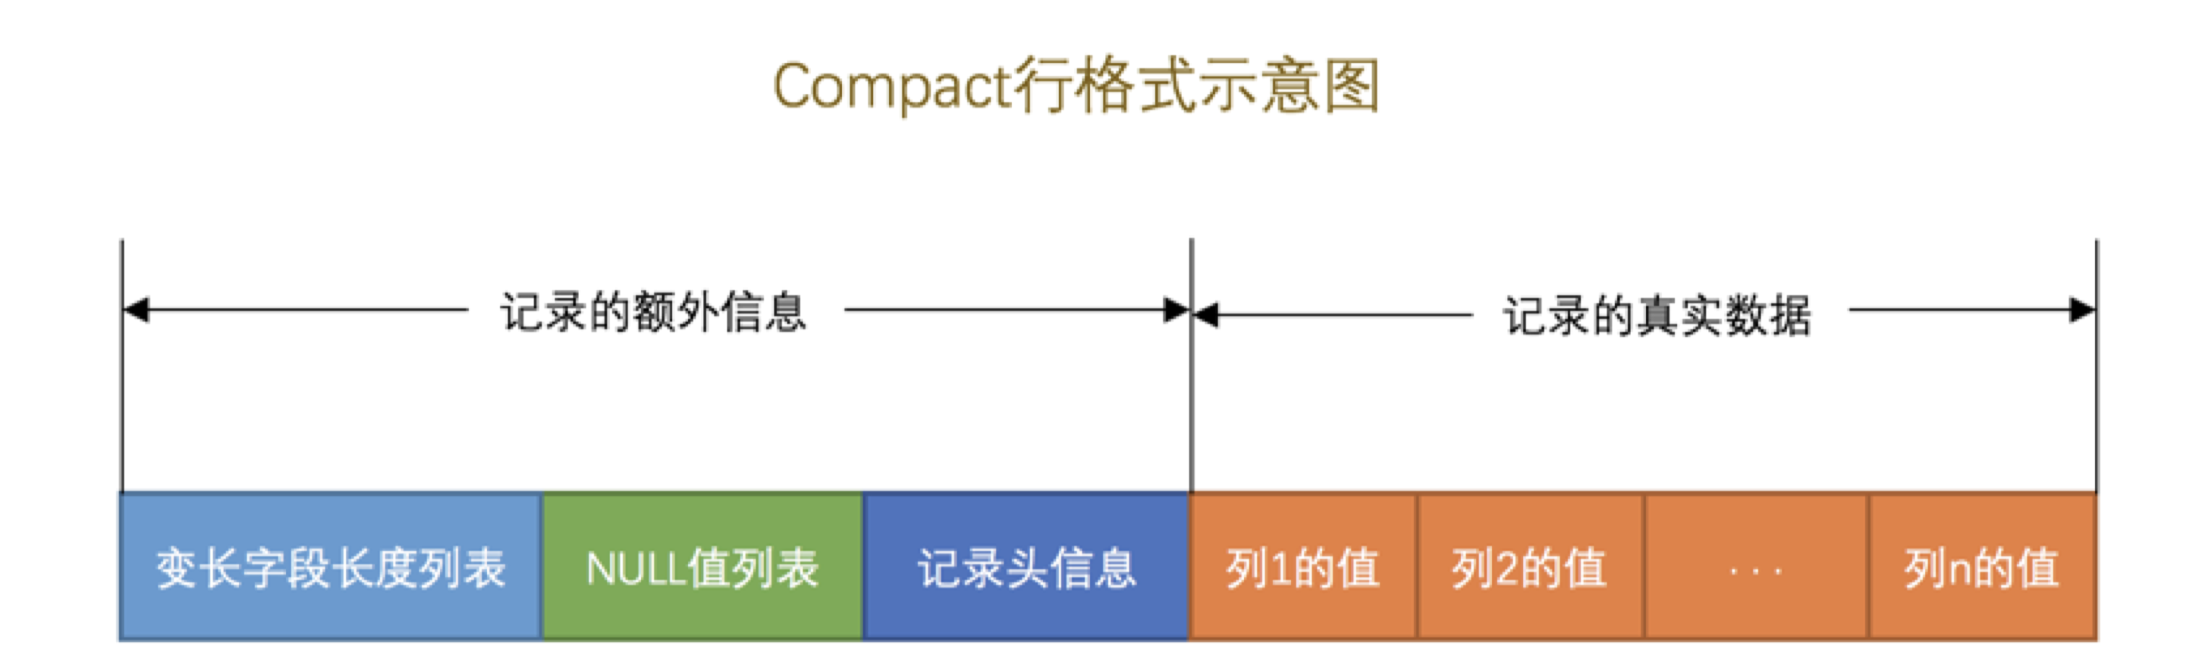 Compact行格式示意图
记录的额外信息 记录的真实数据
变长字段长度列表 NULL值列表 记录头信息 列1的值 列2的值 ... 列n的值